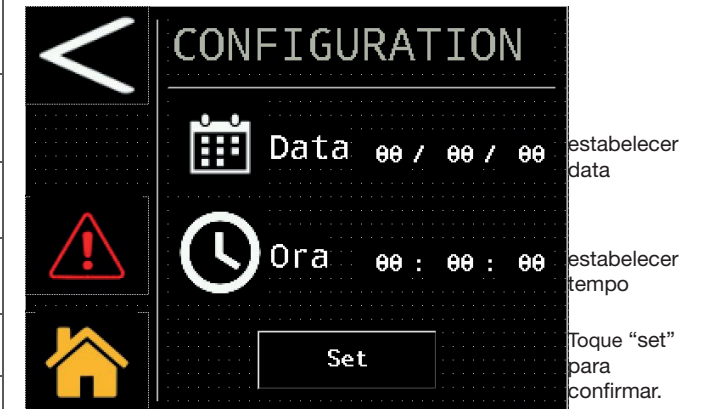 CONFIGURATION
Data 00 / 00 / 00
estabelecer
data
Ora 00 : 00 : 00
estabelecer
tempo
Set
Toque “set”
para
confirmar.